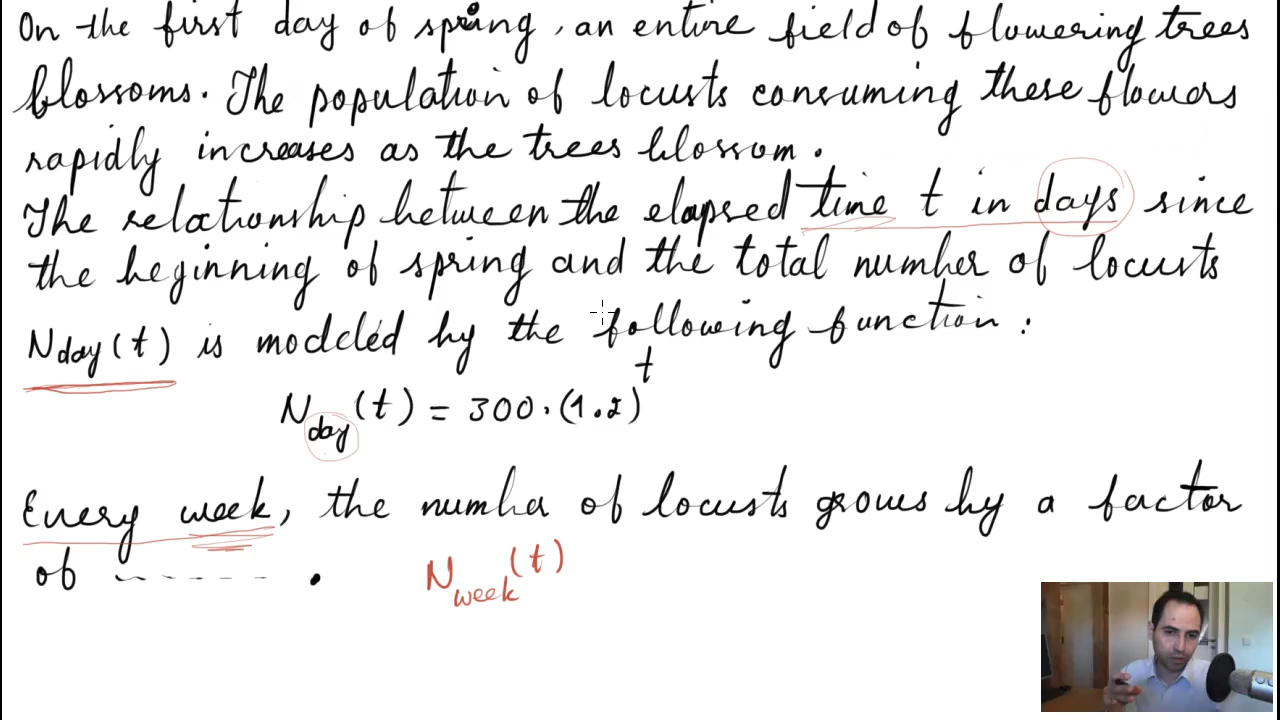 On the first day of spring, an entire field of flowering trees
blossoms. The population of locusts consuming these flowers
rapidly increases as the trees blossom.
The relationship between the elapsed time t in days since
the beginning of spring and the total number of locusts
Nday(t) is modeled by the following function:
Nday(t) = 300.(1.2)^t
Every week, the number of locusts grows by a factor
of ------ .
Nweek(t)